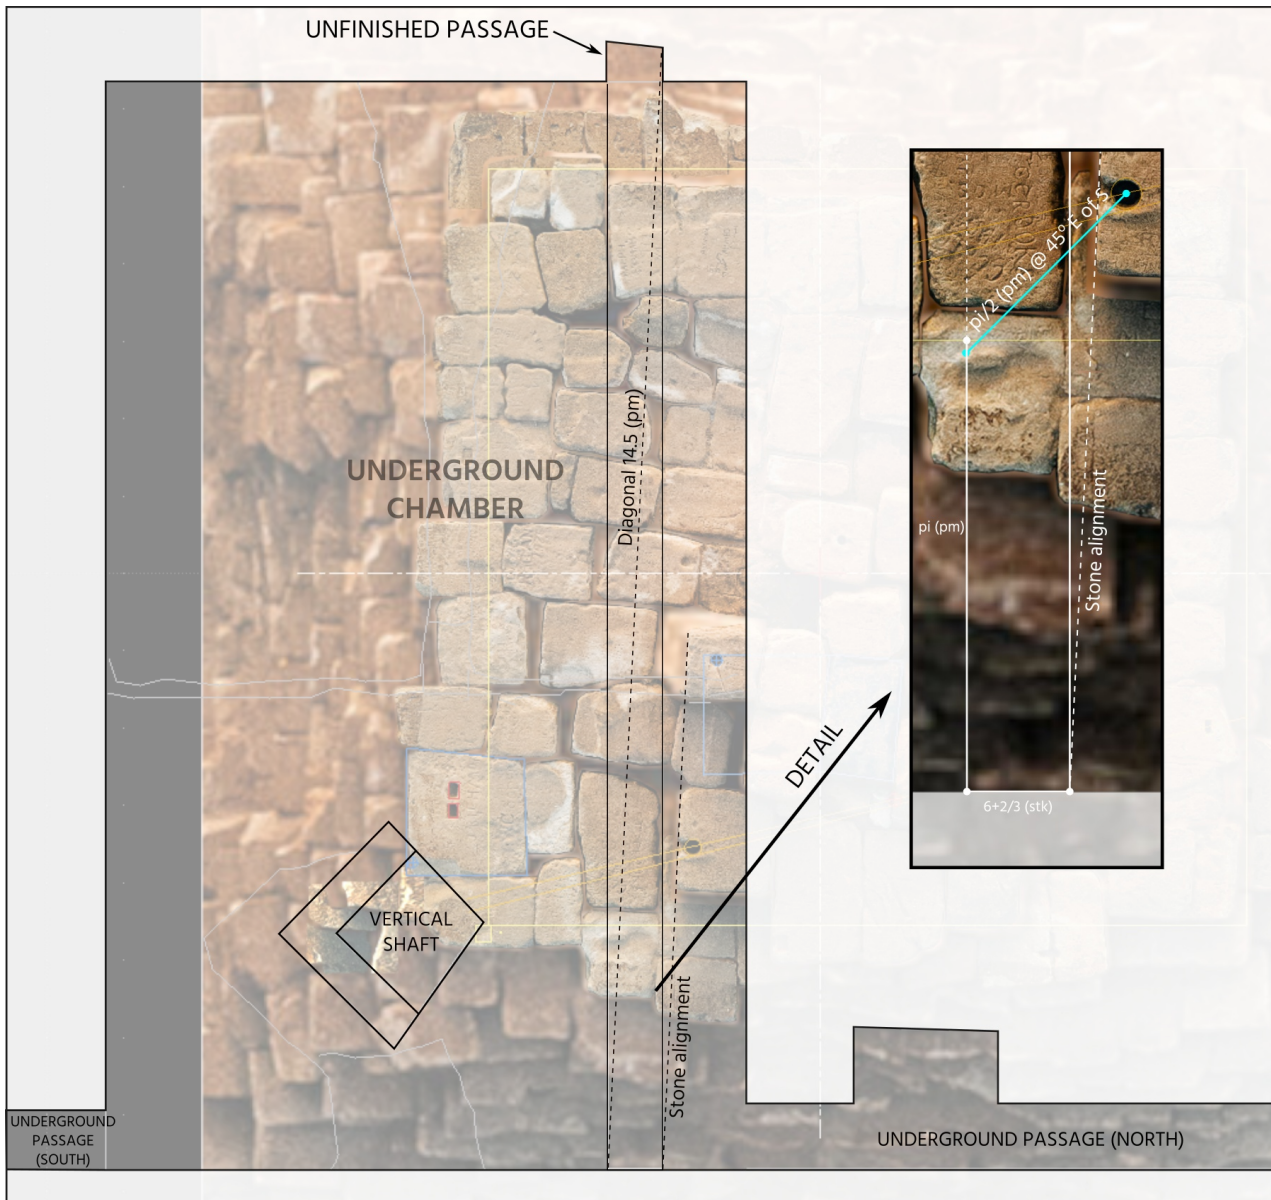 UNFINISHED PASSAGE
pi/2 (pm) @ 45° E of S
Diagonal 14.5 (pm)
UNDERGROUND
CHAMBER
pi (pm)
Stone alignment
6+2/3 (stk)
DETAIL
VERTICAL
SHAFT
Stone alignment
UNDERGROUND
PASSAGE
(SOUTH)
UNDERGROUND PASSAGE (NORTH)